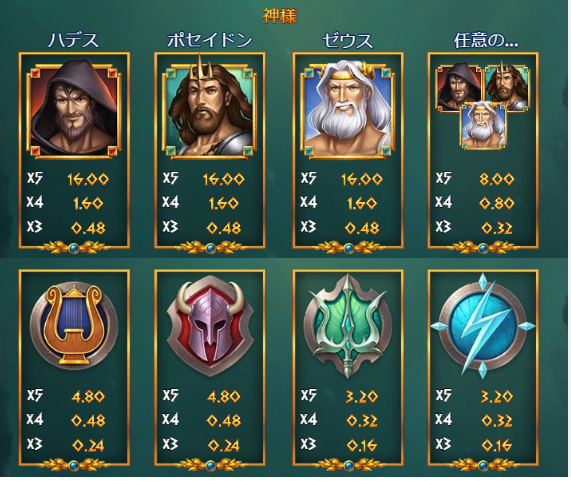 神様
ハデス ポセイドン ゼウス 任意の...
X5 16.00 X5 16.00 X5 16.00 X5 8.00
X4 1.60 X4 1.60 X4 1.60 X4 0.80
X3 0.48 X3 0.48 X3 0.48 X3 0.32
X5 4.80 X5 4.80 X5 3.20 X5 3.20
X4 0.48 X4 0.48 X4 0.32 X4 0.32
X3 0.24 X3 0.24 X3 0.16 X3 0.16